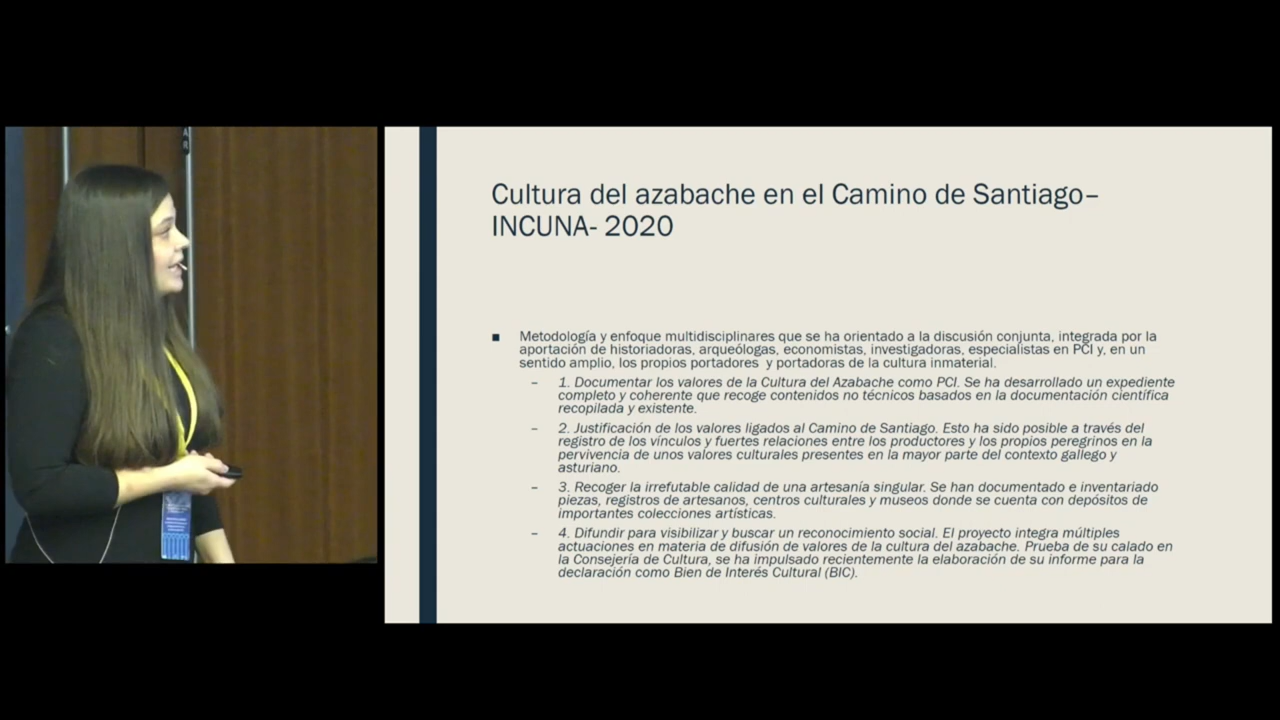 Cultura del azabache en el Camino de Santiago–
INCUNA- 2020
Metodología y enfoque multidisciplinares que se ha orientado a la discusión conjunta, integrada por la
aportación de historiadoras, arqueólogas, economistas, investigadoras, especialistas en PCI y, en un
sentido amplio, los propios portadores y portadoras de la cultura inmaterial.
– 1. Documentar los valores de la Cultura del Azabache como PCI. Se ha desarrollado un expediente
completo y coherente que recoge contenidos no técnicos basados en la documentación científica
recopilada y existente.
– 2. Justificación de los valores ligados al Camino de Santiago. Esto ha sido posible a través del
registro de los vínculos y fuertes relaciones entre los productores y los propios peregrinos en la
pervivencia de unos valores culturales presentes en la mayor parte del contexto gallego y
asturiano.
– 3. Recoger la irrefutable calidad de una artesanía singular. Se han documentado e inventariado
piezas, registros de artesanos, centros culturales y museos donde se cuenta con depósitos de
importantes colecciones artísticas.
– 4. Difundir para visibilizar y buscar un reconocimiento social. El proyecto integra múltiples
actuaciones en materia de difusión de valores de la cultura del azabache. Prueba de su calado en
la Consejería de Cultura, se ha impulsado recientemente la elaboración de su informe para la
declaración como Bien de Interés Cultural (BIC).